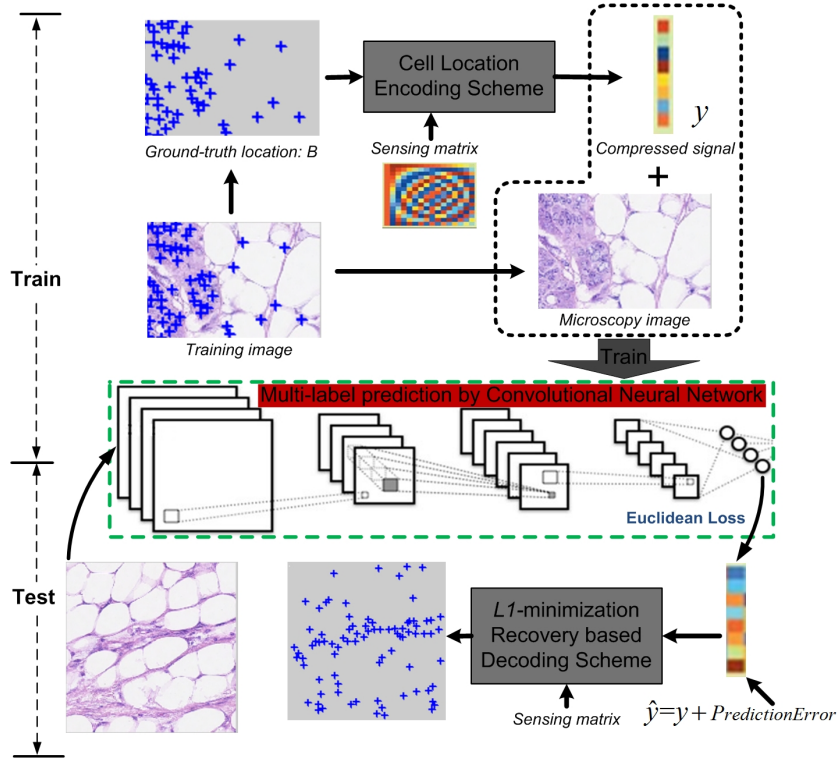 Cell Location
Encoding Scheme
y
Ground-truth location: B
Sensing matrix
Compressed signal
+
Train
Training image
Microscopy image
Train
Multi-label prediction by Convolutional Neural Network
Euclidean Loss
Test
L1-minimization
Recovery based
Decoding Scheme
Sensing matrix
ŷ=y+PredictionError